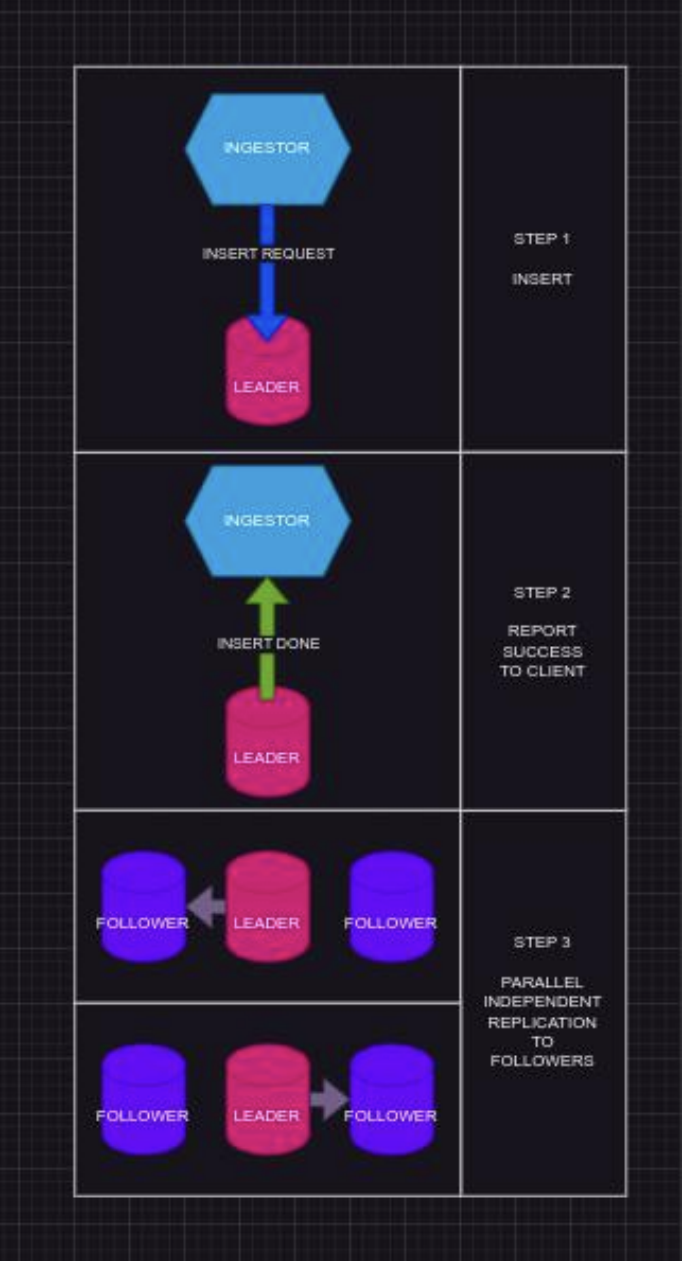 INGESTOR
INSERT REQUEST
LEADER
STEP 1
INSERT
INGESTOR
INSERT DONE
LEADER
STEP 2
REPORT
SUCCESS
TO CLIENT
FOLLOWER
LEADER
FOLLOWER
FOLLOWER
LEADER
FOLLOWER
STEP 3
PARALLEL
INDEPENDENT
REPLICATION
TO
FOLLOWERS